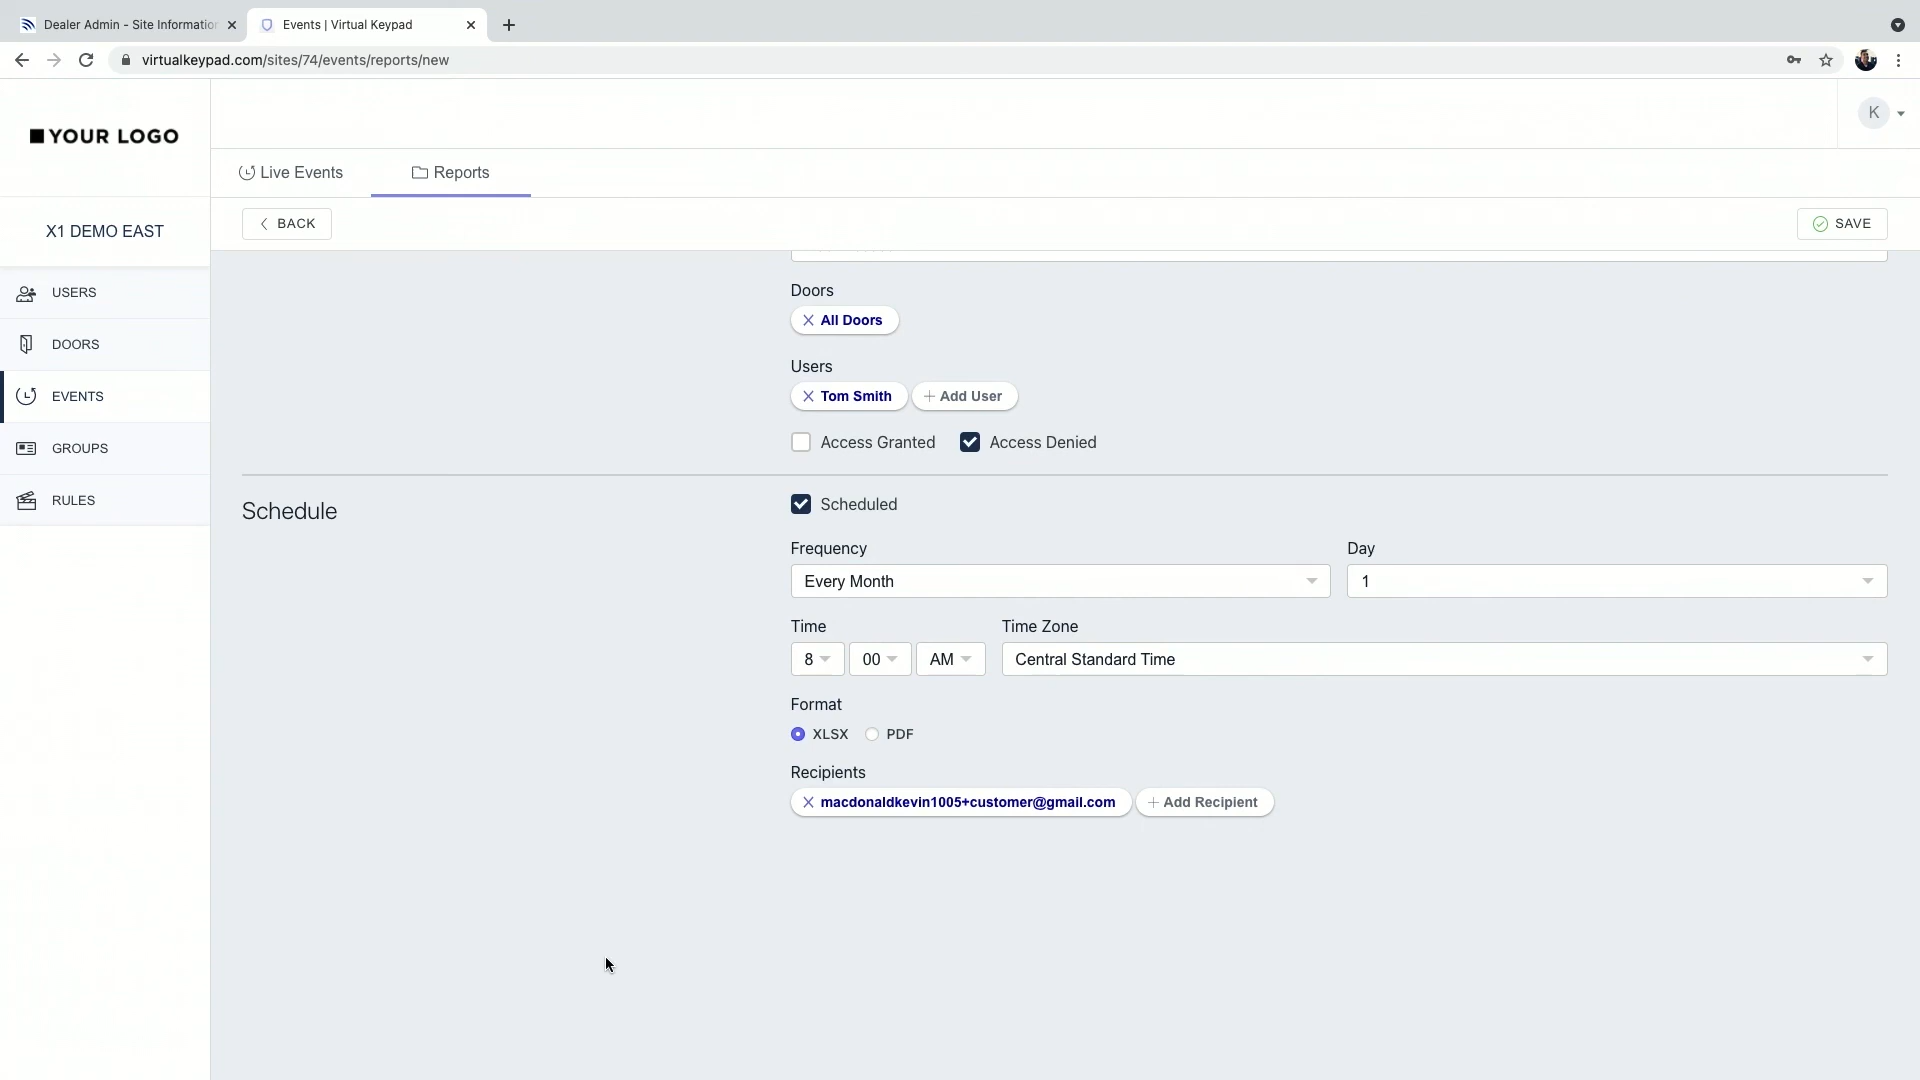 Dealer Admin - Site Information
Events | Virtual Keypad
virtualkeypad.com/sites/74/events/reports/new
YOUR LOGO
K
Live Events
Reports
X1 DEMO EAST
BACK
SAVE
USERS
DOORS
EVENTS
GROUPS
RULES
Doors
All Doors
Users
Tom Smith
Add User
Access Granted
Access Denied
Schedule
Scheduled
Frequency
Day
Every Month
1
Time
Time Zone
8
00
AM
Central Standard Time
Format
XLSX
PDF
Recipients
macdonaldkevin1005+customer@gmail.com
Add Recipient